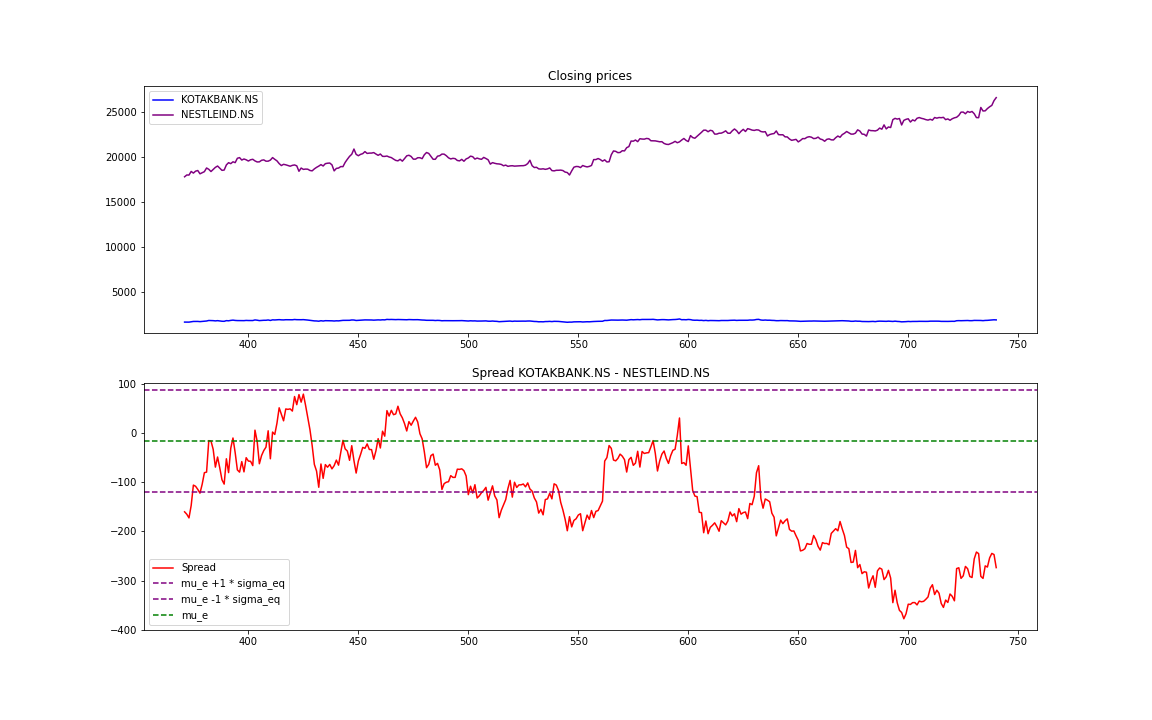 Closing prices
KOTAKBANK.NS
NESTLEIND.NS
25000
20000
15000
10000
5000
400 450 500 550 600 650 700 750
Spread KOTAKBANK.NS - NESTLEIND.NS
100
0
−100
−200
−300
−400
Spread
mu_e +1 * sigma_eq
mu_e -1 * sigma_eq
mu_e
400 450 500 550 600 650 700 750